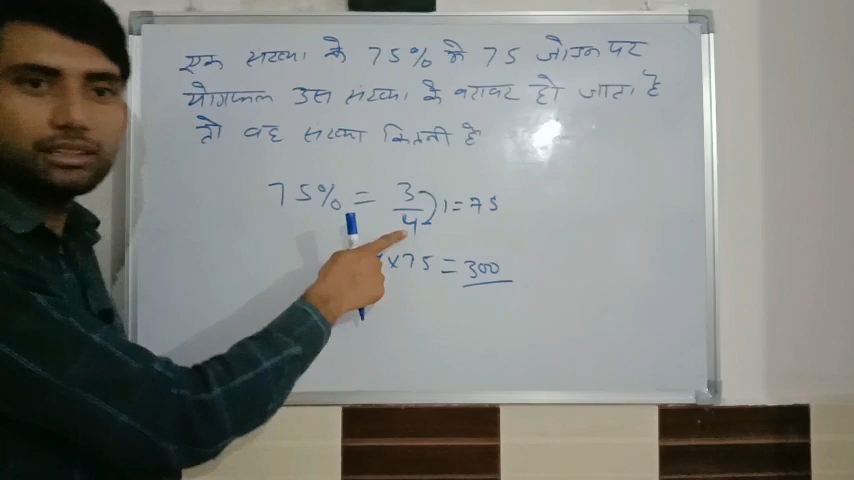 एक संख्या के 75% में 75 जोड़ने पर
योगफल उस संख्या के बराबर हो जाता है
तो वह संख्या कितनी है
75% = 3/4 ) 1 = 75
×75 = 300